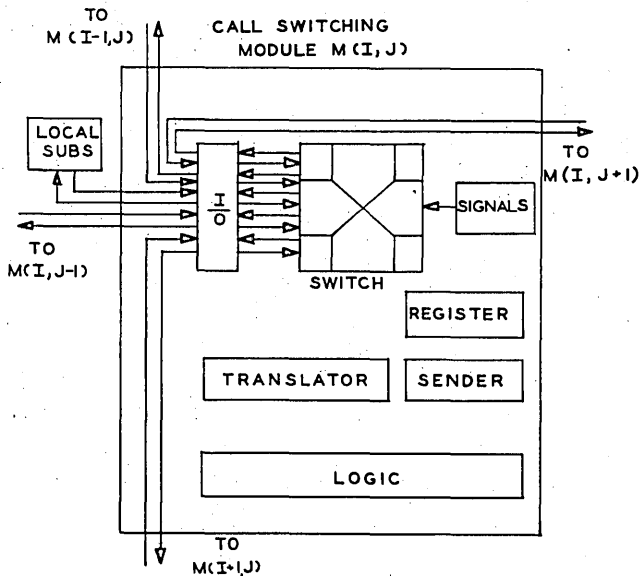 TO
M(I-1,J)
CALL SWITCHING
MODULE M(I,J)
LOCAL
SUBS
TO
M(I,J+1)
I
O
SIGNALS
TO
M(I,J-1)
SWITCH
REGISTER
TRANSLATOR
SENDER
LOGIC
TO
M(I+1,J)